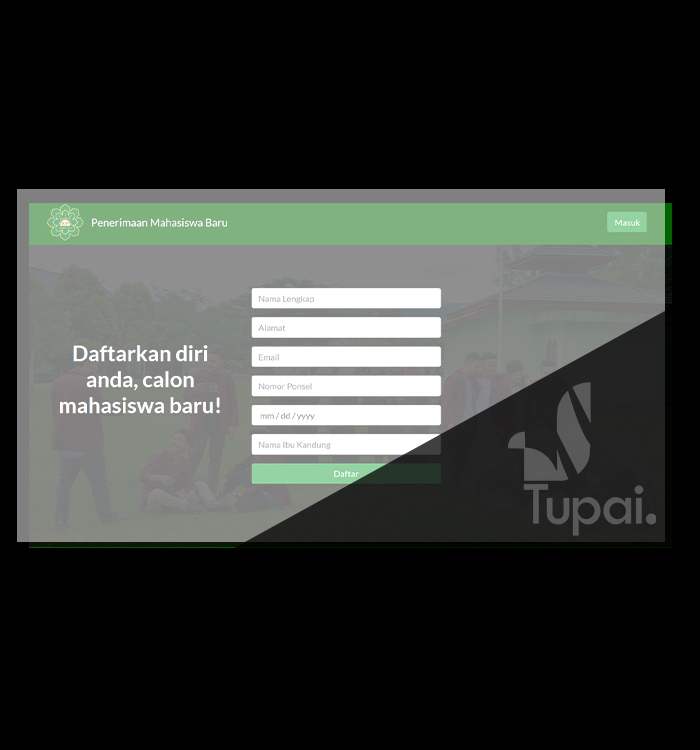 Penerimaan Mahasiswa Baru
Masuk
Daftarkan diri
anda, calon
mahasiswa baru!
Nama Lengkap
Alamat
Email
Nomor Ponsel
mm / dd / yyyy
Nama Ibu Kandung
Daftar
Tupai.